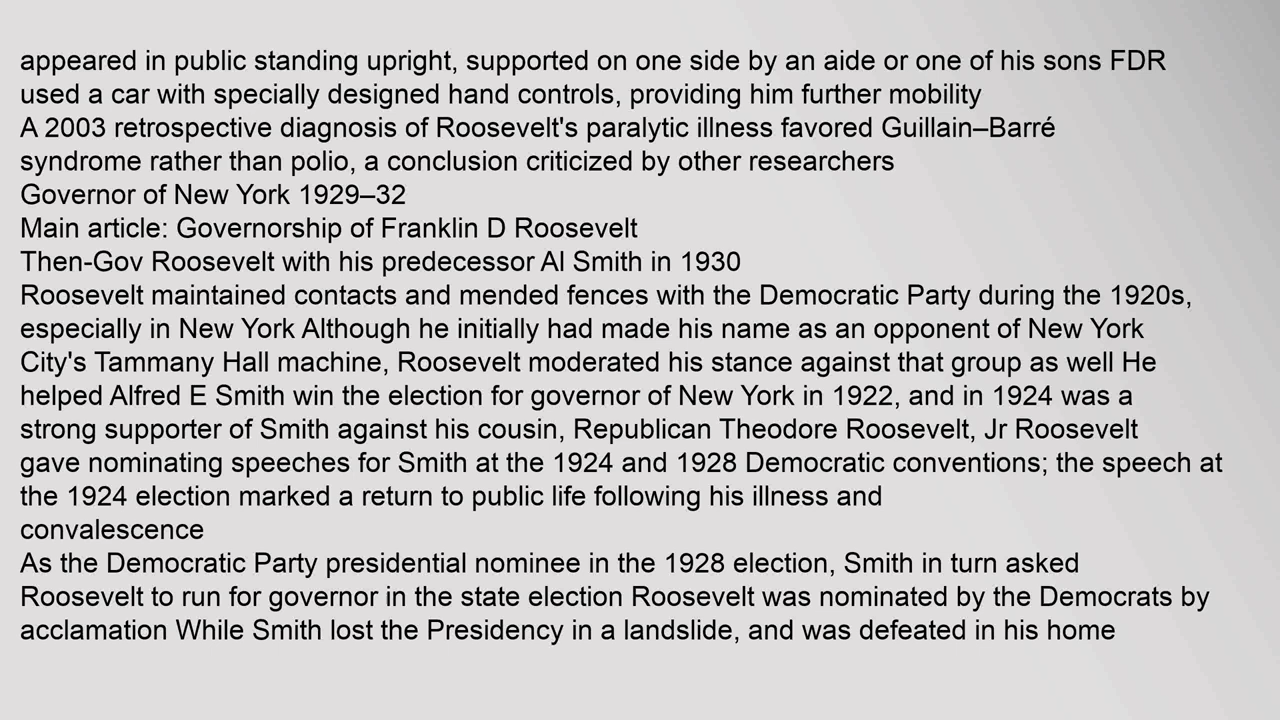 appeared in public standing upright, supported on one side by an aide or one of his sons FDR
used a car with specially designed hand controls, providing him further mobility
A 2003 retrospective diagnosis of Roosevelt's paralytic illness favored Guillain–Barré
syndrome rather than polio, a conclusion criticized by other researchers
Governor of New York 1929–32
Main article: Governorship of Franklin D Roosevelt
Then-Gov Roosevelt with his predecessor Al Smith in 1930
Roosevelt maintained contacts and mended fences with the Democratic Party during the 1920s,
especially in New York Although he initially had made his name as an opponent of New York
City's Tammany Hall machine, Roosevelt moderated his stance against that group as well He
helped Alfred E Smith win the election for governor of New York in 1922, and in 1924 was a
strong supporter of Smith against his cousin, Republican Theodore Roosevelt, Jr Roosevelt
gave nominating speeches for Smith at the 1924 and 1928 Democratic conventions; the speech at
the 1924 election marked a return to public life following his illness and
convalescence
As the Democratic Party presidential nominee in the 1928 election, Smith in turn asked
Roosevelt to run for governor in the state election Roosevelt was nominated by the Democrats by
acclamation While Smith lost the Presidency in a landslide, and was defeated in his home